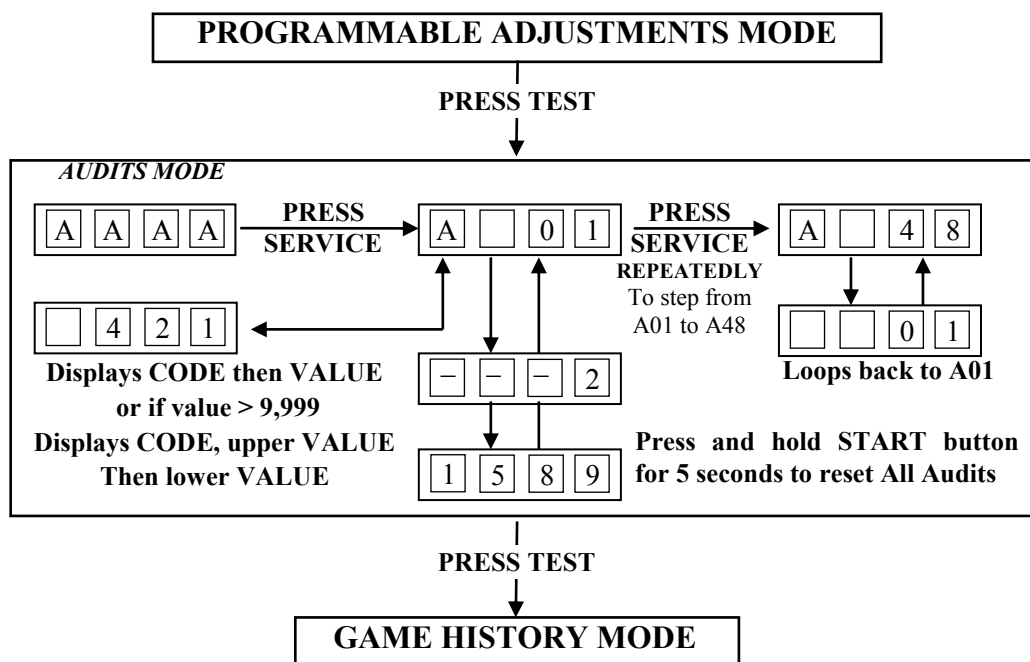 PROGRAMMABLE ADJUSTMENTS MODE
PRESS TEST
AUDITS MODE
A A A A
PRESS
SERVICE
A 0 1
PRESS
SERVICE
REPEATEDLY
To step from
A01 to A48
A 4 8
4 2 1
0 1
Displays CODE then VALUE
or if value > 9,999
Displays CODE, upper VALUE
Then lower VALUE
– – – 2
1 5 8 9
Loops back to A01
Press and hold START button
for 5 seconds to reset All Audits
PRESS TEST
GAME HISTORY MODE